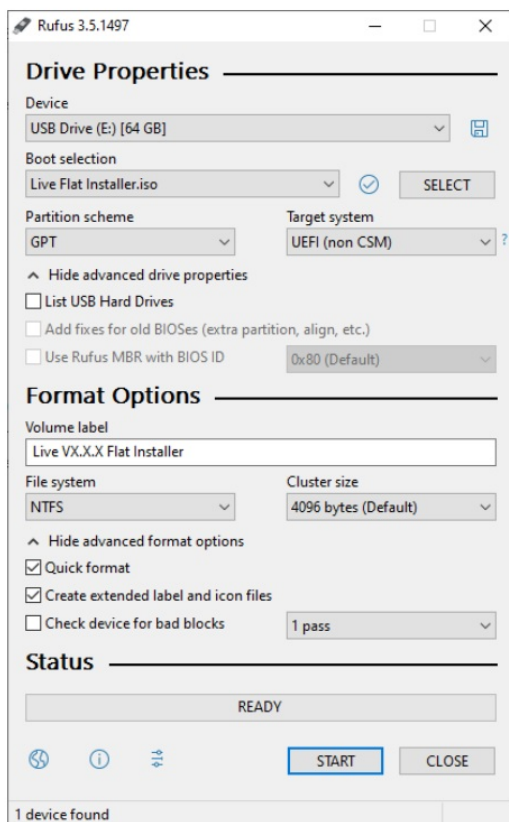 Rufus 3.5.1497
Drive Properties
Device
USB Drive (E:) [64 GB]
Boot selection
Live Flat Installer.iso
SELECT
Partition scheme Target system
GPT UEFI (non CSM) ?
Hide advanced drive properties
List USB Hard Drives
Add fixes for old BIOSes (extra partition, align, etc.)
Use Rufus MBR with BIOS ID 0x80 (Default)
Format Options
Volume label
Live VX.X.X Flat Installer
File system Cluster size
NTFS 4096 bytes (Default)
Hide advanced format options
Quick format
Create extended label and icon files
Check device for bad blocks 1 pass
Status
READY
START CLOSE
1 device found